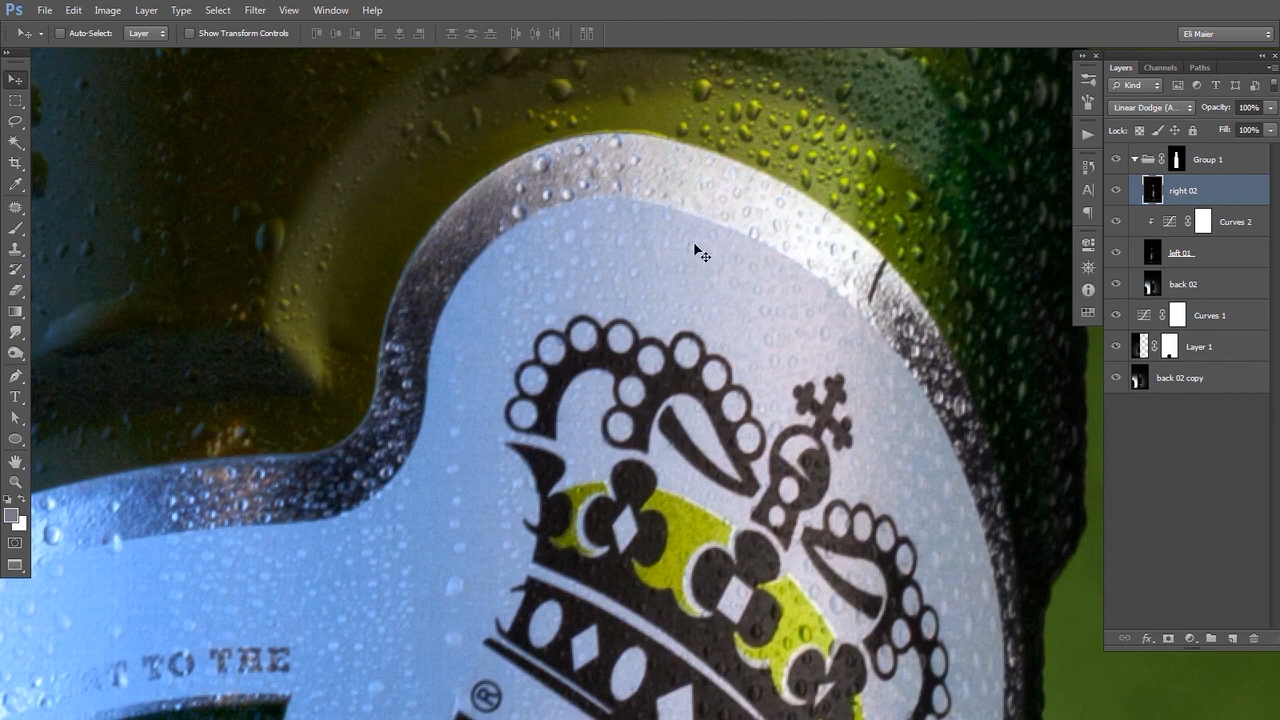 Ps File Edit Image Layer Type Select Filter View Window Help
Auto-Select: Layer Show Transform Controls Eli Maier
Layers Channels Paths
Kind
Linear Dodge (A... Opacity: 100%
Lock: Fill: 100%
Group 1
right 02
Curves 2
left 01
back 02
Curves 1
Layer 1
back 02 copy
TO THE
®